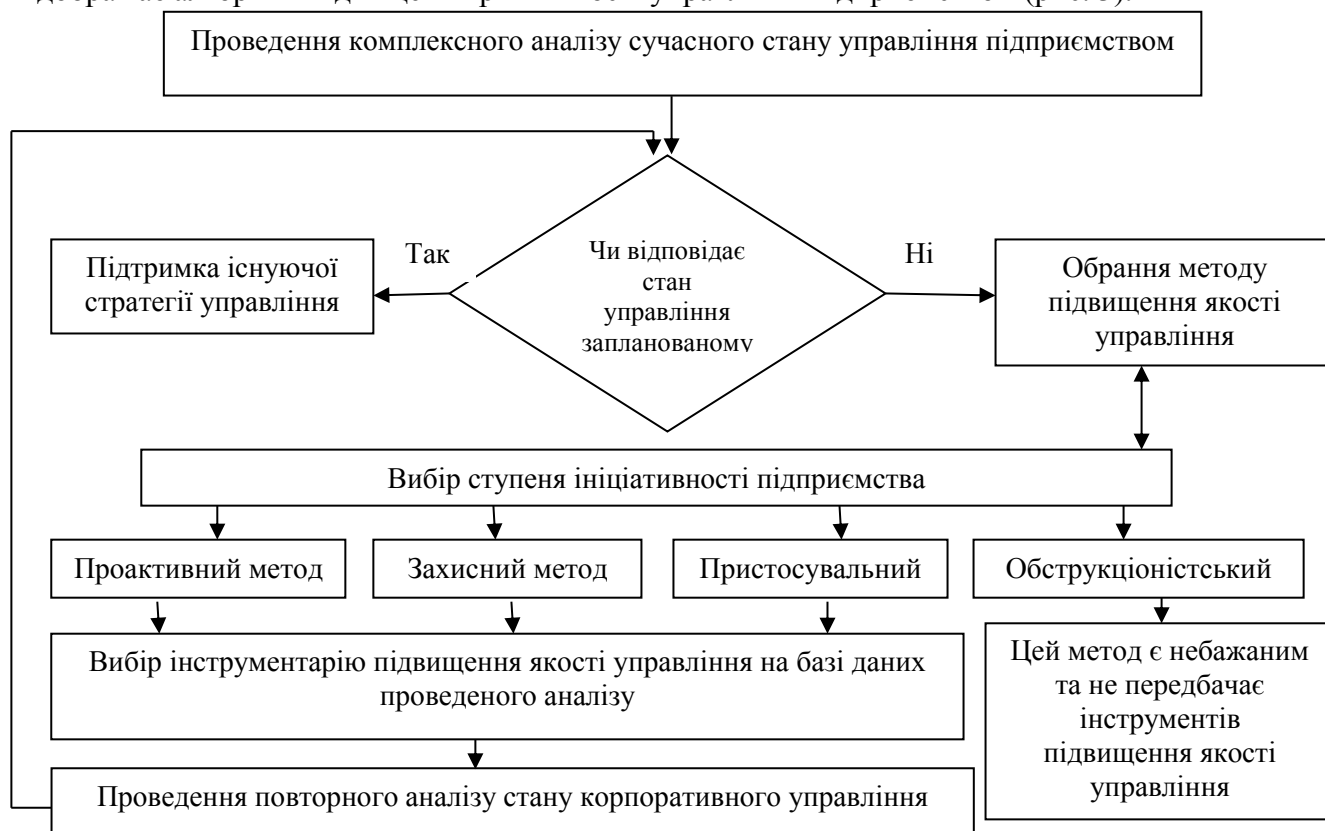 Проведення комплексного аналізу сучасного стану управління підприємством
Так
Ні
Чи відповідає
стан
управління
запланованому
Підтримка існуючої
стратегії управління
Обрання методу
підвищення якості
управління
Вибір ступеня ініціативності підприємства
Проактивний метод
Захисний метод
Пристосувальний
Обструкціоністський
Вибір інструментарію підвищення якості управління на базі даних
проведеного аналізу
Цей метод є небажаним
та не передбачає
інструментів
підвищення якості
управління
Проведення повторного аналізу стану корпоративного управління